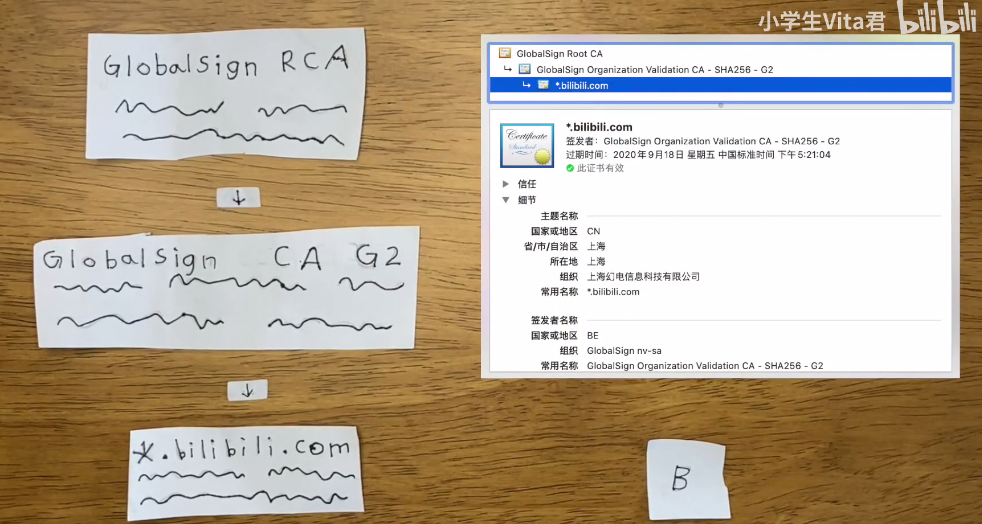 小学生Vita君 bilibili
GlobalSign RCA
↓
GlobalSign CA G2
↓
*.bilibili.com
B
GlobalSign Root CA
↳ GlobalSign Organization Validation CA - SHA256 - G2
↳ *.bilibili.com
Certificate
Standard
*.bilibili.com
签发者:GlobalSign Organization Validation CA - SHA256 - G2
过期时间:2020年9月18日 星期五 中国标准时间 下午5:21:04
此证书有效
信任
细节
主题名称
国家或地区 CN
省/市/自治区 上海
所在地 上海
组织 上海幻电信息科技有限公司
常用名称 *.bilibili.com
签发者名称
国家或地区 BE
组织 GlobalSign nv-sa
常用名称 GlobalSign Organization Validation CA - SHA256 - G2